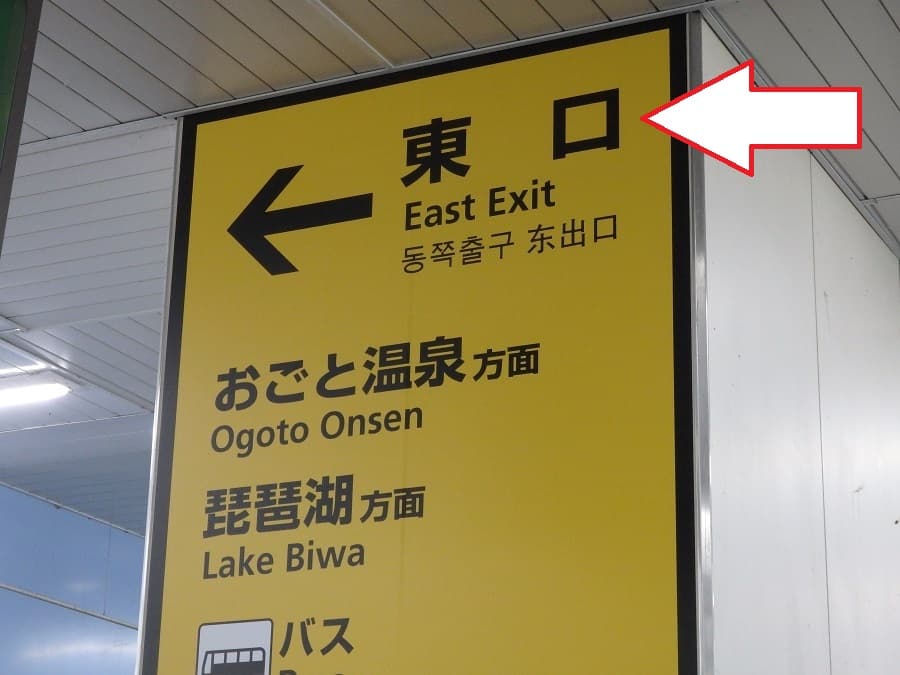 東口
East Exit
동쪽출구 东出口
おごと温泉方面
Ogoto Onsen
琵琶湖方面
Lake Biwa
バス